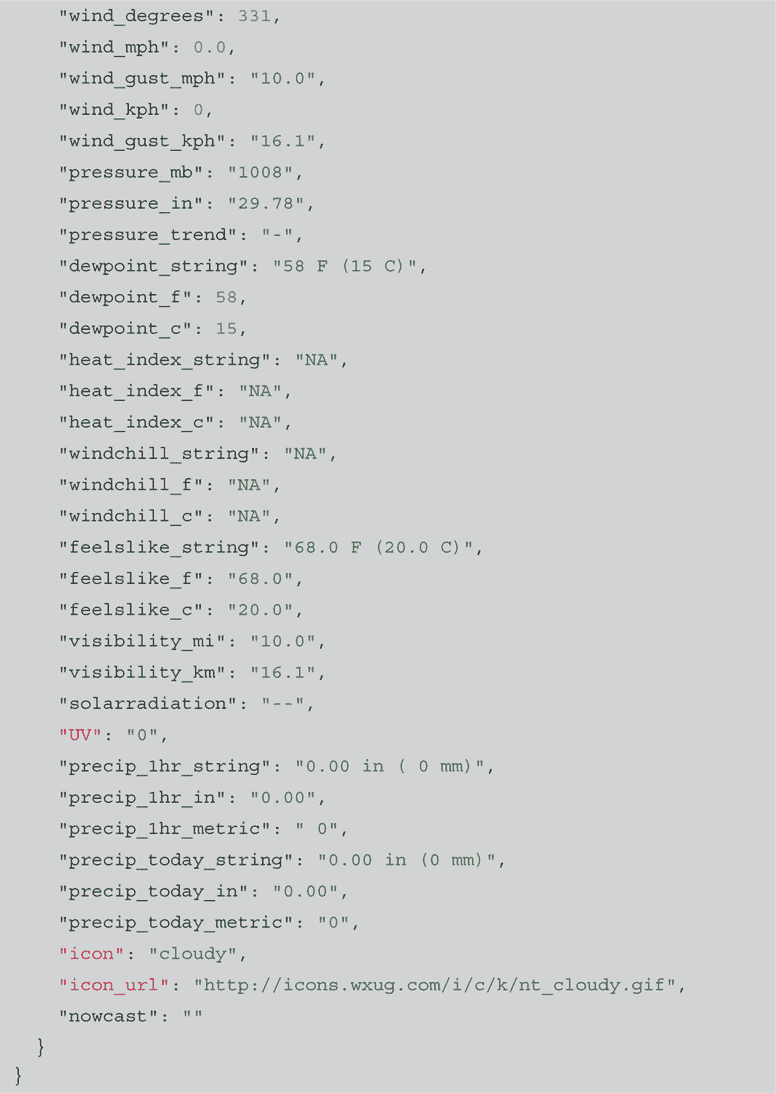 "wind_degrees": 331,
"wind_mph": 0.0,
"wind_gust_mph": "10.0",
"wind_kph": 0,
"wind_gust_kph": "16.1",
"pressure_mb": "1008",
"pressure_in": "29.78",
"pressure_trend": "-",
"dewpoint_string": "58 F (15 C)",
"dewpoint_f": 58,
"dewpoint_c": 15,
"heat_index_string": "NA",
"heat_index_f": "NA",
"heat_index_c": "NA",
"windchill_string": "NA",
"windchill_f": "NA",
"windchill_c": "NA",
"feelslike_string": "68.0 F (20.0 C)",
"feelslike_f": "68.0",
"feelslike_c": "20.0",
"visibility_mi": "10.0",
"visibility_km": "16.1",
"solarradiation": "--",
"UV": "0",
"precip_1hr_string": "0.00 in ( 0 mm)",
"precip_1hr_in": "0.00",
"precip_1hr_metric": " 0",
"precip_today_string": "0.00 in (0 mm)",
"precip_today_in": "0.00",
"precip_today_metric": "0",
"icon": "cloudy",
"icon_url": "http://icons.wxug.com/i/c/k/nt_cloudy.gif",
"nowcast": ""
}
}